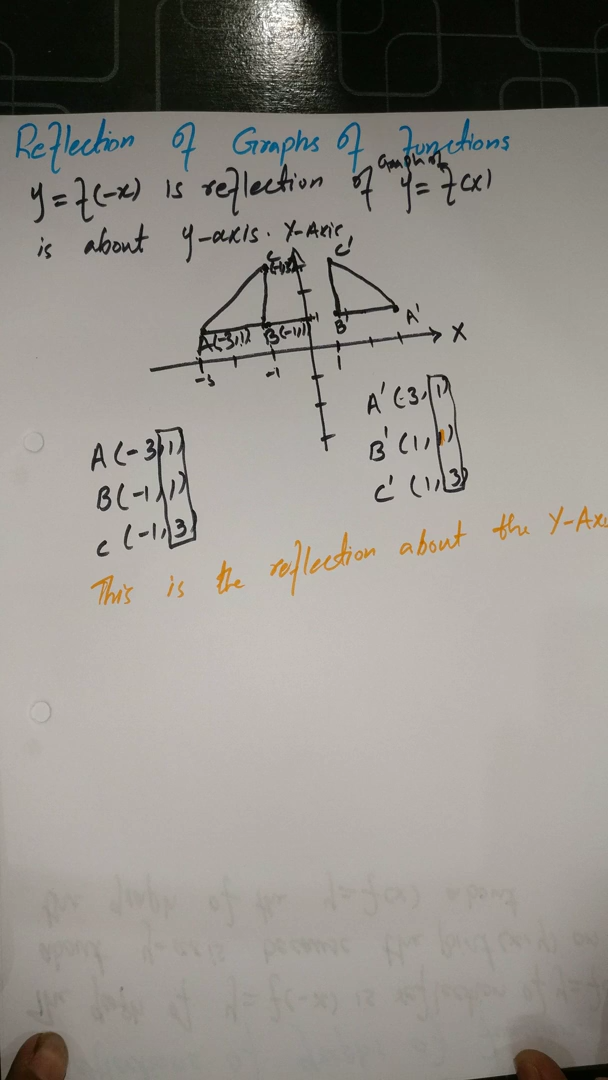 Reflection of Graphs of Functions
y = f(-x) is reflection of graph of y = f(x)
is about y-axis.
Y-Axis
C'
A(-3,1) B(-1,1)
1
B'
A'
X
-3 -1 1
A(-3,1)
B(-1,1)
C(-1,3)
A'(-3,1)
B'(1,1)
C'(1,3)
This is the reflection about the Y-Axis